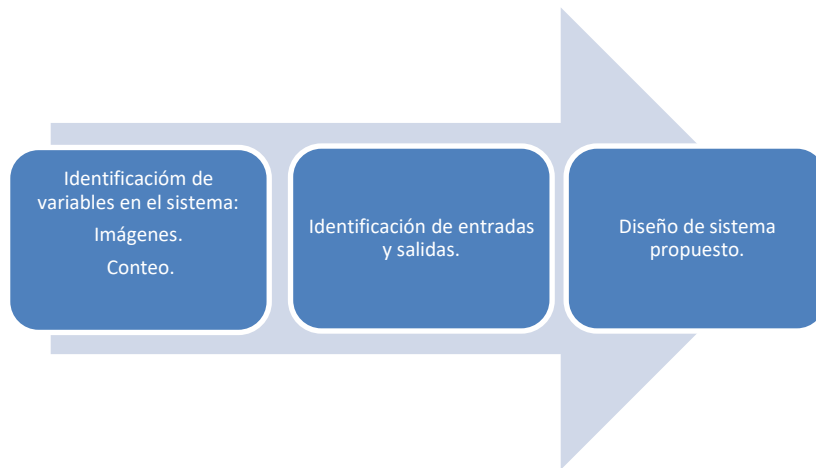 Identificacióm de
variables en el sistema:
Imágenes.
Conteo.
Identificación de entradas
y salidas.
Diseño de sistema
propuesto.